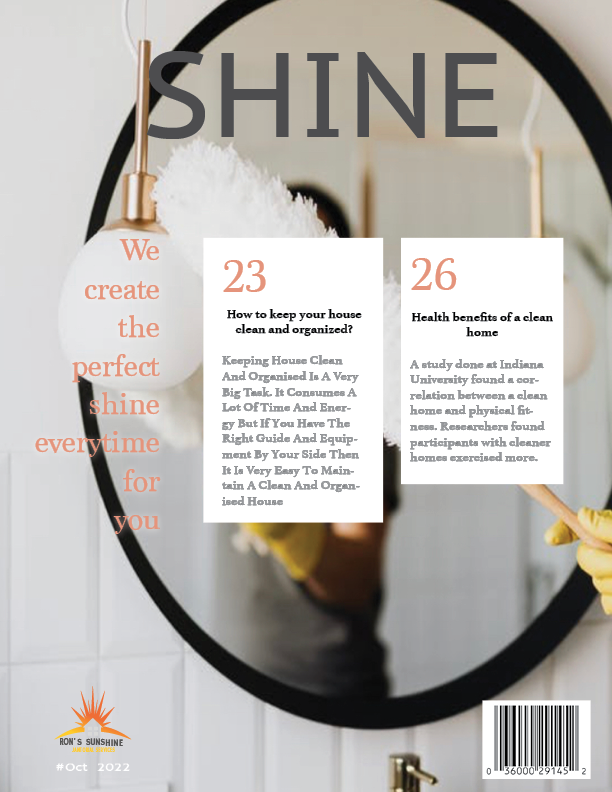 SHINE
We
create
the
perfect
shine
everytime
for
you
23
How to keep your house
clean and organized?
Keeping House Clean
And Organised Is A Very
Big Task. It Consumes A
Lot Of Time And Ener-
gy But If You Have The
Right Guide And Equip-
ment By Your Side Then
It Is Very Easy To Main-
tain A Clean And Organ-
ised House
26
Health benefits of a clean
home
A study done at Indiana
University found a cor-
relation between a clean
home and physical fit-
ness. Researchers found
participants with cleaner
homes exercised more.
RON'S SUNSHINE
#Oct 2022
0 36000 29145 2